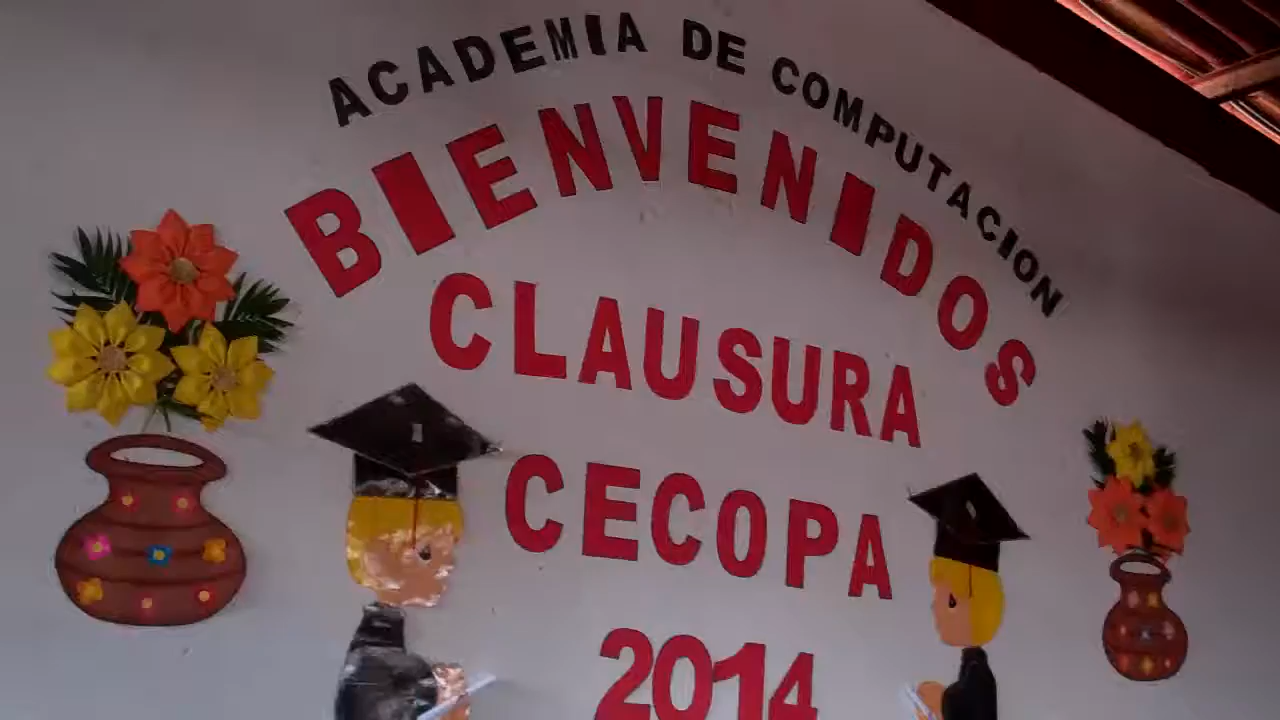 ACADEMIA DE COMPUTACION
BIENVENIDOS
CLAUSURA
CECOPA
2014